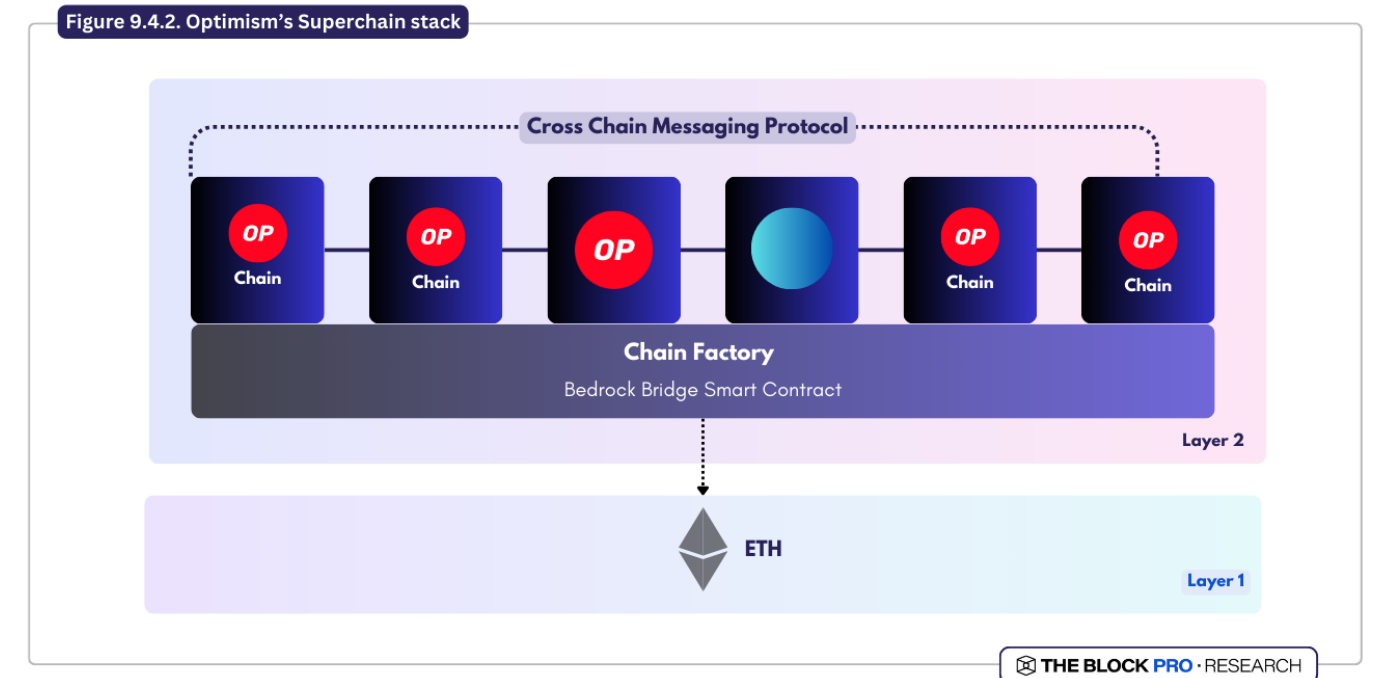 Figure 9.4.2. Optimism’s Superchain stack
Cross Chain Messaging Protocol
OP
Chain
OP
Chain
OP
OP
Chain
OP
Chain
Chain Factory
Bedrock Bridge Smart Contract
Layer 2
ETH
Layer 1
THE BLOCK PRO · RESEARCH